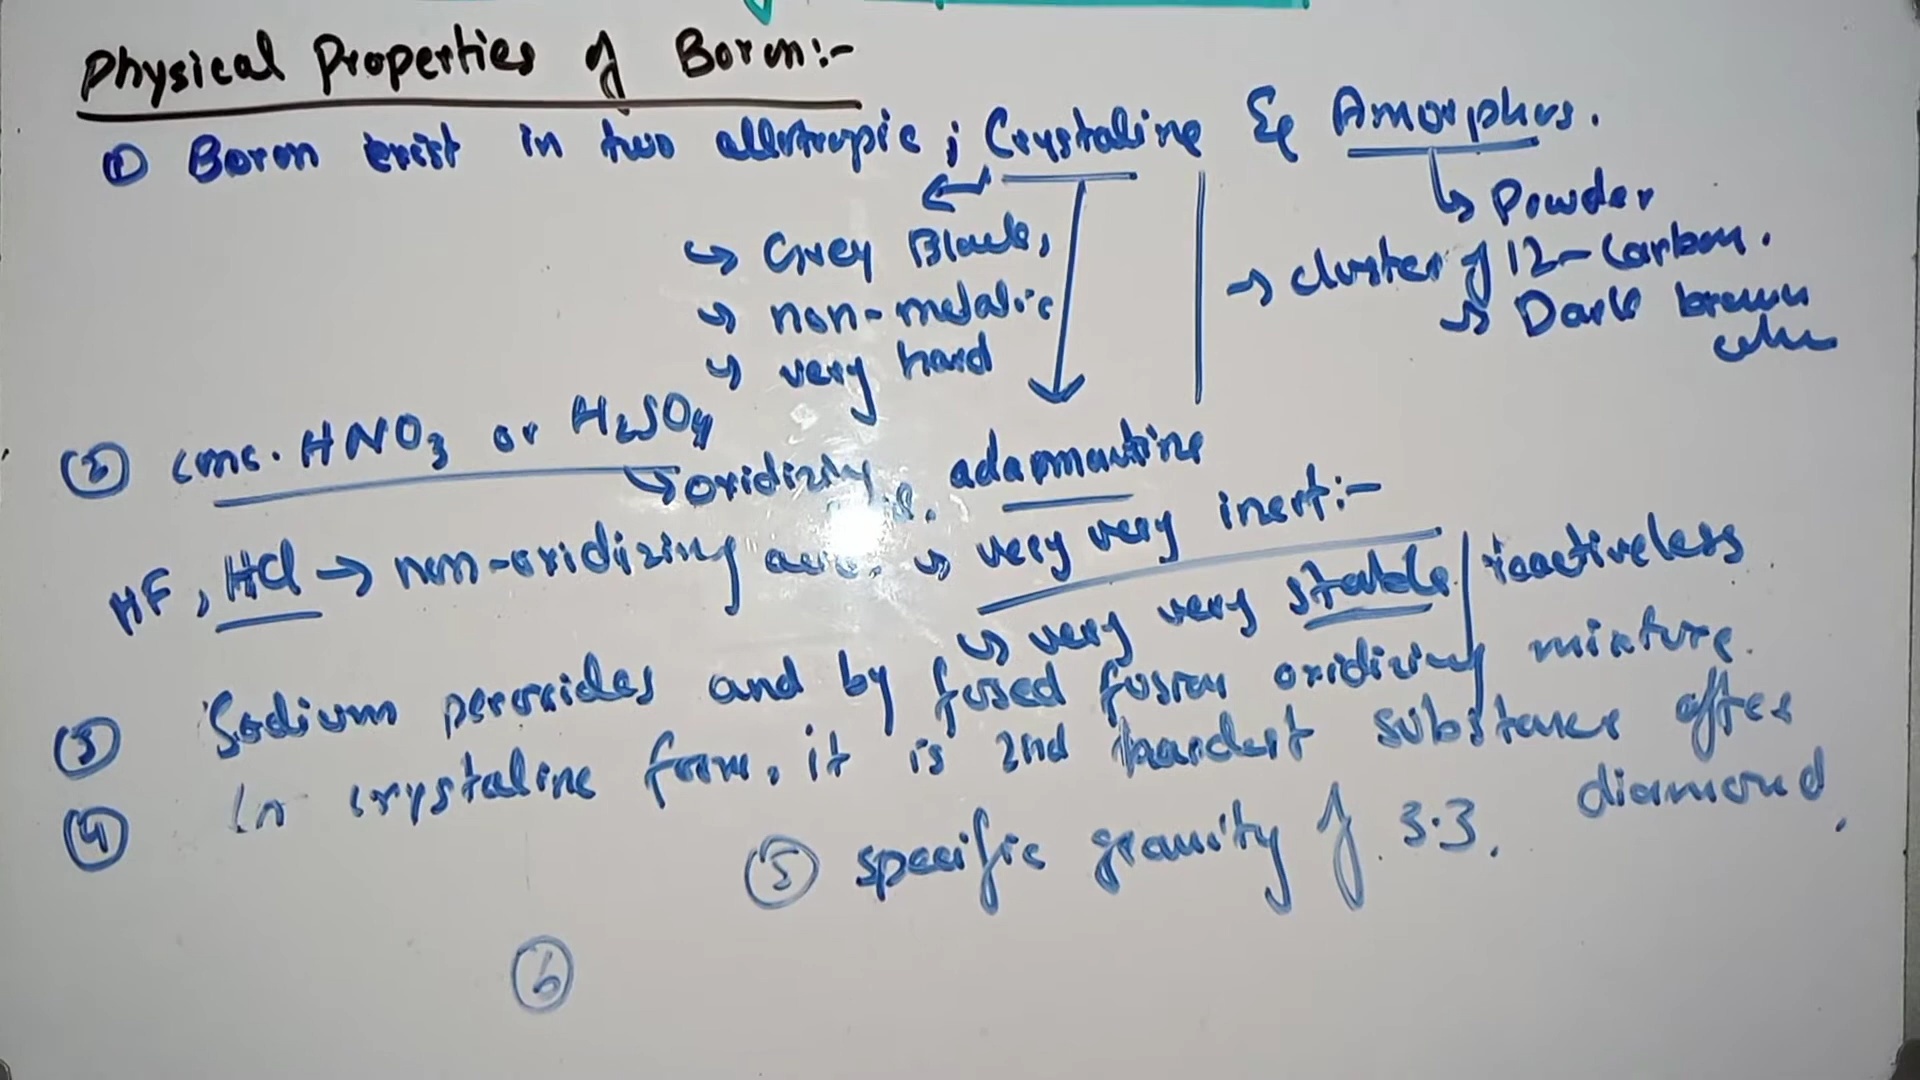 Physical Properties of Boron:-
① Boron exist in two allotropic ; Crystaline & Amorphus.
↳ Powder
↳ Grey Black,
→ cluster of 12-Carbon.
↳ non-metalic
↳ Dark brown
↳ very hard
② conc. HNO3 or H2SO4
↳ oxidizing
adamantine
HF, HCl → non-oxidizing
↳ very very inert:-
↳ very very stable / reactiveless
③ Sodium peroxides and by fused fusion oxidizing mixture.
④ In crystaline form, it is 2nd hardest substances after diamond.
⑤ specific gravity of 3.3.
⑥